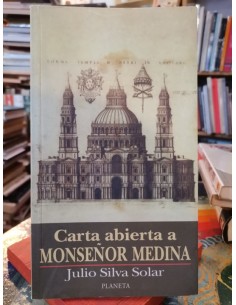 Carta abierta a
MONSEÑOR MEDINA
Julio Silva Solar
PLANETA